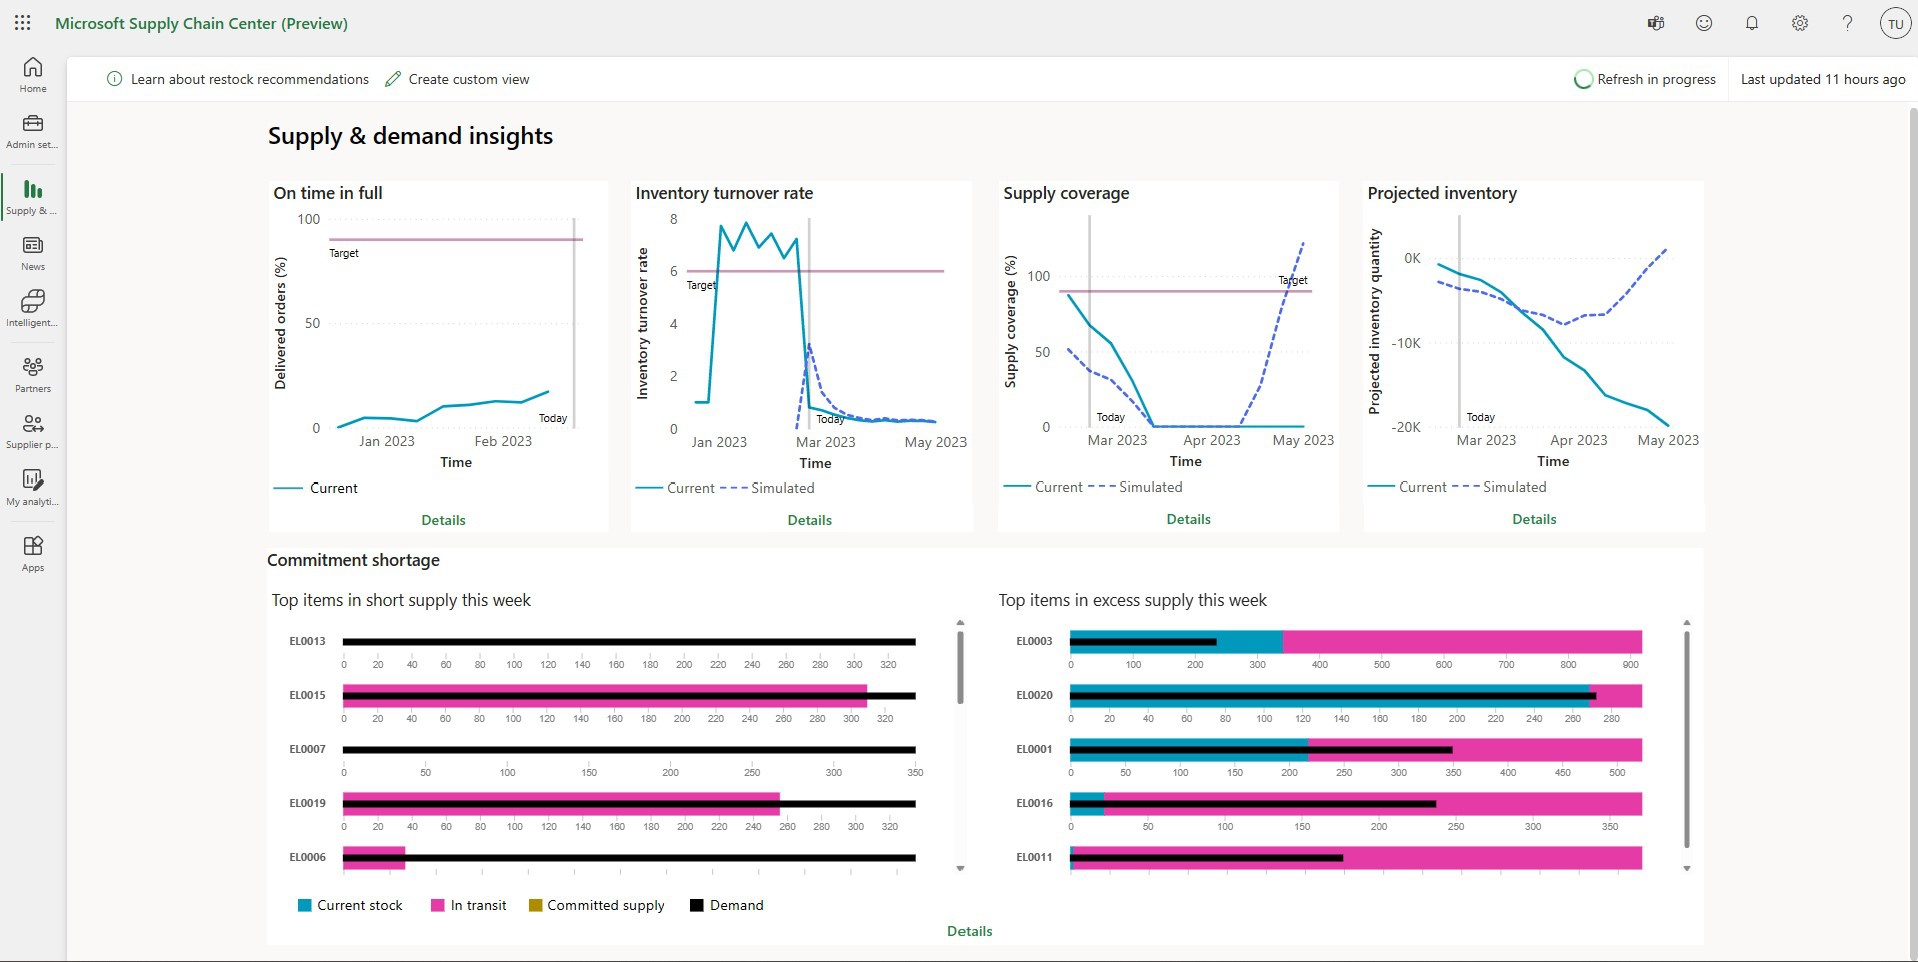 Microsoft Supply Chain Center (Preview)
TU
Home
Admin set...
Supply & ...
News
Intelligent...
Partners
Supplier p...
My analyti...
Apps
Learn about restock recommendations
Create custom view
Refresh in progress
Last updated 11 hours ago
Supply & demand insights
On time in full
100
50
0
Delivered orders (%)
Target
Today
Jan 2023 Feb 2023
Time
Current
Details
Inventory turnover rate
8
6
4
2
0
Inventory turnover rate
Target
Today
Jan 2023 Mar 2023 May 2023
Time
Current Simulated
Details
Supply coverage
100
50
0
Supply coverage (%)
Target
Today
Mar 2023 Apr 2023 May 2023
Time
Current Simulated
Details
Projected inventory
0K
-10K
-20K
Projected inventory quantity
Today
Mar 2023 Apr 2023 May 2023
Time
Current Simulated
Details
Commitment shortage
Top items in short supply this week
EL0013
0 20 40 60 80 100 120 140 160 180 200 220 240 260 280 300 320
EL0015
0 20 40 60 80 100 120 140 160 180 200 220 240 260 280 300 320
EL0007
0 50 100 150 200 250 300 350
EL0019
0 20 40 60 80 100 120 140 160 180 200 220 240 260 280 300 320
EL0006
Top items in excess supply this week
EL0003
0 100 200 300 400 500 600 700 800 900
EL0020
0 20 40 60 80 100 120 140 160 180 200 220 240 260 280
EL0001
0 50 100 150 200 250 300 350 400 450 500
EL0016
0 50 100 150 200 250 300 350
EL0011
Current stock In transit Committed supply Demand
Details